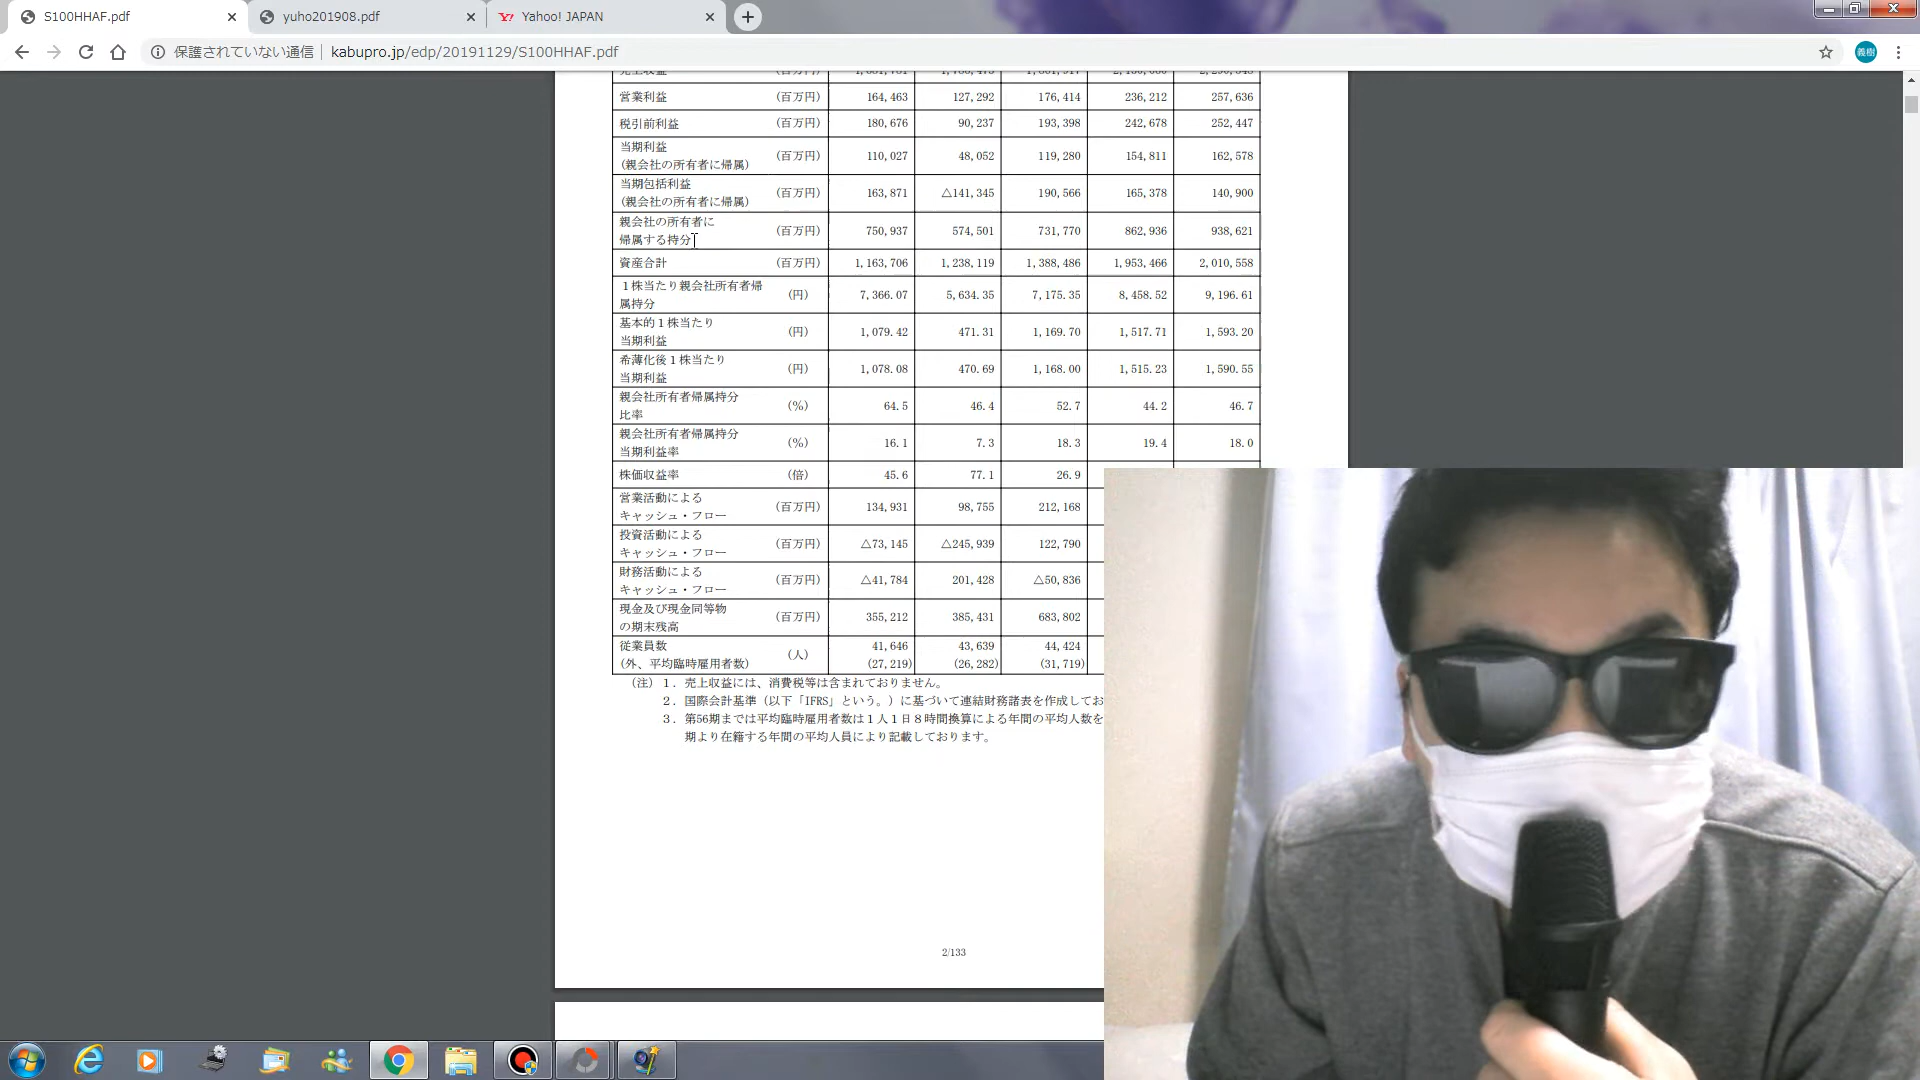 S100HHAF.pdf
yuho201908.pdf
Yahoo! JAPAN
保護されていない通信 | kabupro.jp/edp/20191129/S100HHAF.pdf
義樹
売上収益 (百万円)
営業利益 (百万円) 164,463 127,292 176,414 236,212 257,636
税引前利益 (百万円) 180,676 90,237 193,398 242,678 252,447
当期利益
(親会社の所有者に帰属) (百万円) 110,027 48,052 119,280 154,811 162,578
当期包括利益
(親会社の所有者に帰属) (百万円) 163,871 △141,345 190,566 165,378 140,900
親会社の所有者に
帰属する持分 (百万円) 750,937 574,501 731,770 862,936 938,621
資産合計 (百万円) 1,163,706 1,238,119 1,388,486 1,953,466 2,010,558
1株当たり親会社所有者帰
属持分 (円) 7,366.07 5,634.35 7,175.35 8,458.52 9,196.61
基本的1株当たり
当期利益 (円) 1,079.42 471.31 1,169.70 1,517.71 1,593.20
希薄化後1株当たり
当期利益 (円) 1,078.08 470.69 1,168.00 1,515.23 1,590.55
親会社所有者帰属持分
比率 (%) 64.5 46.4 52.7 44.2 46.7
親会社所有者帰属持分
当期利益率 (%) 16.1 7.3 18.3 19.4 18.0
株価収益率 (倍) 45.6 77.1 26.9
営業活動による
キャッシュ・フロー (百万円) 134,931 98,755 212,168
投資活動による
キャッシュ・フロー (百万円) △73,145 △245,939 122,790
財務活動による
キャッシュ・フロー (百万円) △41,784 201,428 △50,836
現金及び現金同等物
の期末残高 (百万円) 355,212 385,431 683,802
従業員数 (人) 41,646 43,639 44,424
(外、平均臨時雇用者数) (27,219) (26,282) (31,719)
(注) 1. 売上収益には、消費税等は含まれておりません。
2. 国際会計基準(以下「IFRS」という。)に基づいて連結財務諸表を作成してお
3. 第56期までは平均臨時雇用者数は1人1日8時間換算による年間の平均人数を
期より在籍する年間の平均人員により記載しております。
2/133